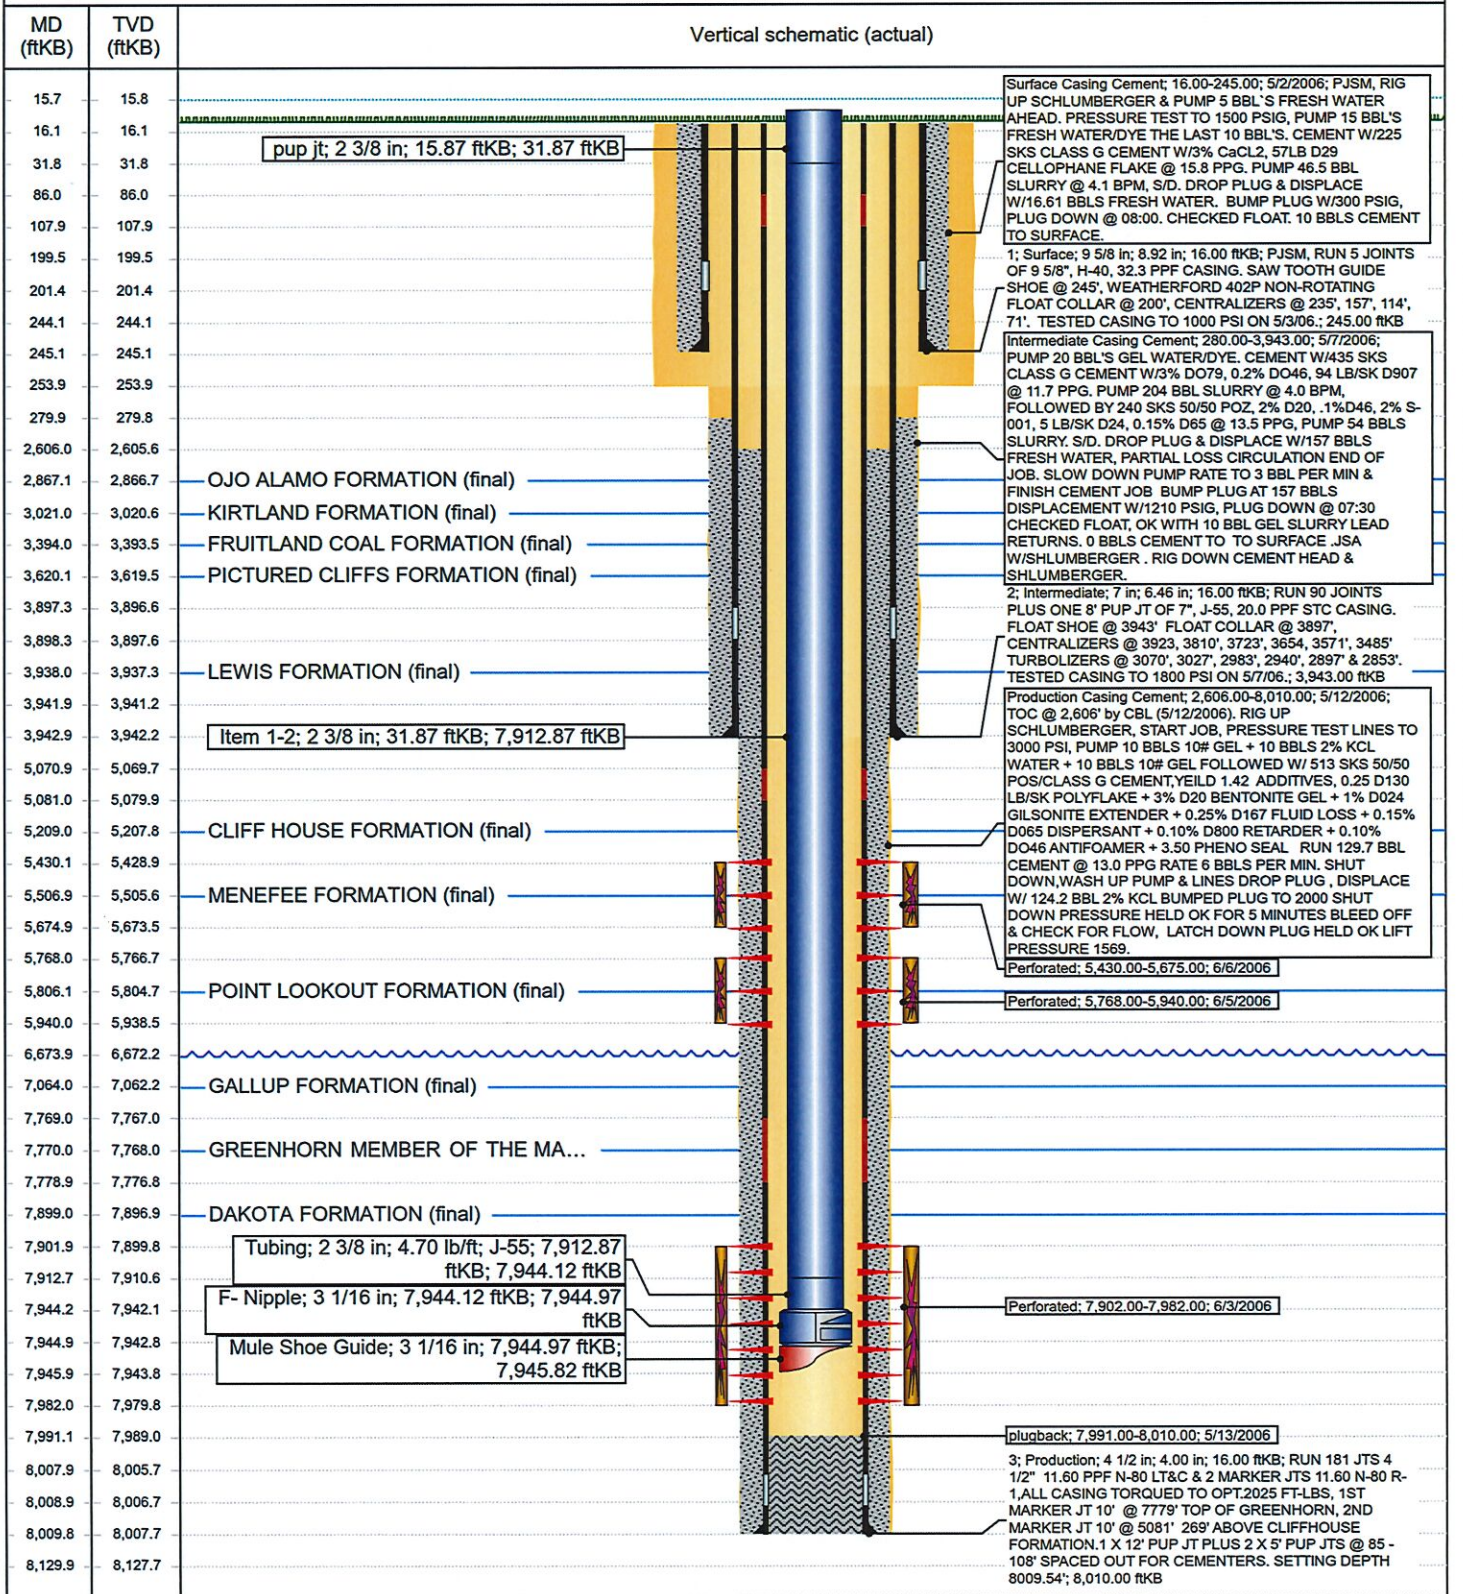 MD
(ftKB)
TVD
(ftKB)
Vertical schematic (actual)
15.7 15.8
16.1 16.1
31.8 31.8
86.0 86.0
107.9 107.9
199.5 199.5
201.4 201.4
244.1 244.1
245.1 245.1
253.9 253.9
279.9 279.8
2,606.0 2,605.6
2,867.1 2,866.7
3,021.0 3,020.6
3,394.0 3,393.5
3,620.1 3,619.5
3,897.3 3,896.6
3,898.3 3,897.6
3,938.0 3,937.3
3,941.9 3,941.2
3,942.9 3,942.2
5,070.9 5,069.7
5,081.0 5,079.9
5,209.0 5,207.8
5,430.1 5,428.9
5,506.9 5,505.6
5,674.9 5,673.5
5,768.0 5,766.7
5,806.1 5,804.7
5,940.0 5,938.5
6,673.9 6,672.2
7,064.0 7,062.2
7,769.0 7,767.0
7,770.0 7,768.0
7,778.9 7,776.8
7,899.0 7,896.9
7,901.9 7,899.8
7,912.7 7,910.6
7,944.2 7,942.1
7,944.9 7,942.8
7,945.9 7,943.8
7,982.0 7,979.8
7,991.1 7,989.0
8,007.9 8,005.7
8,008.9 8,006.7
8,009.8 8,007.7
8,129.9 8,127.7
pup jt; 2 3/8 in; 15.87 ftKB; 31.87 ftKB
OJO ALAMO FORMATION (final)
KIRTLAND FORMATION (final)
FRUITLAND COAL FORMATION (final)
PICTURED CLIFFS FORMATION (final)
LEWIS FORMATION (final)
Item 1-2; 2 3/8 in; 31.87 ftKB; 7,912.87 ftKB
CLIFF HOUSE FORMATION (final)
MENEFEE FORMATION (final)
POINT LOOKOUT FORMATION (final)
GALLUP FORMATION (final)
GREENHORN MEMBER OF THE MA...
DAKOTA FORMATION (final)
Tubing; 2 3/8 in; 4.70 lb/ft; J-55; 7,912.87
ftKB; 7,944.12 ftKB
F- Nipple; 3 1/16 in; 7,944.12 ftKB; 7,944.97
ftKB
Mule Shoe Guide; 3 1/16 in; 7,944.97 ftKB;
7,945.82 ftKB
Surface Casing Cement; 16.00-245.00; 5/2/2006; PJSM, RIG
UP SCHLUMBERGER & PUMP 5 BBL`S FRESH WATER
AHEAD. PRESSURE TEST TO 1500 PSIG, PUMP 15 BBL'S
FRESH WATER/DYE THE LAST 10 BBL'S. CEMENT W/225
SKS CLASS G CEMENT W/3% CaCL2, 57LB D29
CELLOPHANE FLAKE @ 15.8 PPG. PUMP 46.5 BBL
SLURRY @ 4.1 BPM, S/D. DROP PLUG & DISPLACE
W/16.61 BBLS FRESH WATER. BUMP PLUG W/300 PSIG,
PLUG DOWN @ 08:00. CHECKED FLOAT. 10 BBLS CEMENT
TO SURFACE.
1; Surface; 9 5/8 in; 8.92 in; 16.00 ftKB; PJSM, RUN 5 JOINTS
OF 9 5/8", H-40, 32.3 PPF CASING. SAW TOOTH GUIDE
SHOE @ 245', WEATHERFORD 402P NON-ROTATING
FLOAT COLLAR @ 200', CENTRALIZERS @ 235', 157', 114',
71'. TESTED CASING TO 1000 PSI ON 5/3/06.; 245.00 ftKB
Intermediate Casing Cement; 280.00-3,943.00; 5/7/2006;
PUMP 20 BBL'S GEL WATER/DYE. CEMENT W/435 SKS
CLASS G CEMENT W/3% DO79, 0.2% DO46, 94 LB/SK D907
@ 11.7 PPG. PUMP 204 BBL SLURRY @ 4.0 BPM,
FOLLOWED BY 240 SKS 50/50 POZ, 2% D20, .1%D46, 2% S-
001, 5 LB/SK D24, 0.15% D65 @ 13.5 PPG, PUMP 54 BBLS
SLURRY. S/D. DROP PLUG & DISPLACE W/157 BBLS
FRESH WATER, PARTIAL LOSS CIRCULATION END OF
JOB. SLOW DOWN PUMP RATE TO 3 BBL PER MIN &
FINISH CEMENT JOB BUMP PLUG AT 157 BBLS
DISPLACEMENT W/1210 PSIG, PLUG DOWN @ 07:30
CHECKED FLOAT, OK WITH 10 BBL GEL SLURRY LEAD
RETURNS. 0 BBLS CEMENT TO TO SURFACE .JSA
W/SHLUMBERGER . RIG DOWN CEMENT HEAD &
SHLUMBERGER.
2; Intermediate; 7 in; 6.46 in; 16.00 ftKB; RUN 90 JOINTS
PLUS ONE 8' PUP JT OF 7", J-55, 20.0 PPF STC CASING.
FLOAT SHOE @ 3943' FLOAT COLLAR @ 3897',
CENTRALIZERS @ 3923, 3810', 3723', 3654, 3571', 3485'
TURBOLIZERS @ 3070', 3027', 2983', 2940', 2897' & 2853'.
TESTED CASING TO 1800 PSI ON 5/7/06.; 3,943.00 ftKB
Production Casing Cement; 2,606.00-8,010.00; 5/12/2006;
TOC @ 2,606' by CBL (5/12/2006). RIG UP
SCHLUMBERGER, START JOB, PRESSURE TEST LINES TO
3000 PSI, PUMP 10 BBLS 10# GEL + 10 BBLS 2% KCL
WATER + 10 BBLS 10# GEL FOLLOWED W/ 513 SKS 50/50
POS/CLASS G CEMENT,YEILD 1.42 ADDITIVES, 0.25 D130
LB/SK POLYFLAKE + 3% D20 BENTONITE GEL + 1% D024
GILSONITE EXTENDER + 0.25% D167 FLUID LOSS + 0.15%
D065 DISPERSANT + 0.10% D800 RETARDER + 0.10%
DO46 ANTIFOAMER + 3.50 PHENO SEAL RUN 129.7 BBL
CEMENT @ 13.0 PPG RATE 6 BBLS PER MIN. SHUT
DOWN,WASH UP PUMP & LINES DROP PLUG , DISPLACE
W/ 124.2 BBL 2% KCL BUMPED PLUG TO 2000 SHUT
DOWN PRESSURE HELD OK FOR 5 MINUTES BLEED OFF
& CHECK FOR FLOW, LATCH DOWN PLUG HELD OK LIFT
PRESSURE 1569.
Perforated; 5,430.00-5,675.00; 6/6/2006
Perforated; 5,768.00-5,940.00; 6/5/2006
Perforated; 7,902.00-7,982.00; 6/3/2006
plugback; 7,991.00-8,010.00; 5/13/2006
3; Production; 4 1/2 in; 4.00 in; 16.00 ftKB; RUN 181 JTS 4
1/2" 11.60 PPF N-80 LT&C & 2 MARKER JTS 11.60 N-80 R-
1,ALL CASING TORQUED TO OPT.2025 FT-LBS, 1ST
MARKER JT 10' @ 7779' TOP OF GREENHORN, 2ND
MARKER JT 10' @ 5081' 269' ABOVE CLIFFHOUSE
FORMATION.1 X 12' PUP JT PLUS 2 X 5' PUP JTS @ 85 -
108' SPACED OUT FOR CEMENTERS. SETTING DEPTH
8009.54'; 8,010.00 ftKB